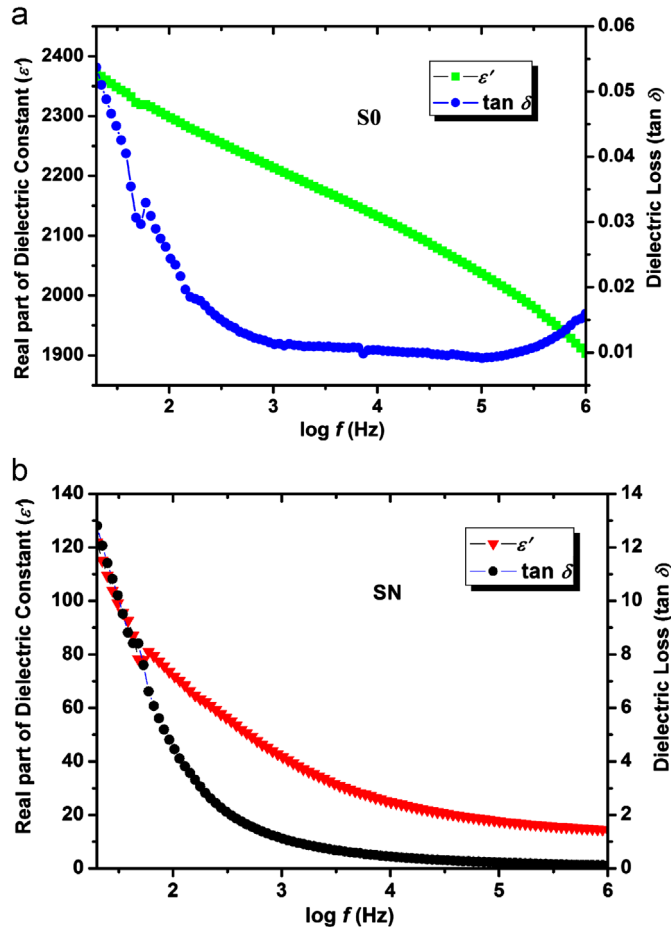 a
2400
2300
2200
2100
2000
1900
Real part of Dielectric Constant (ε′)
ε′
tan δ
S0
0.06
0.05
0.04
0.03
0.02
0.01
Dielectric Loss (tan δ)
2
3
4
5
6
log f (Hz)
b
140
120
100
80
60
40
20
0
Real part of Dielectric Constant (ε′)
ε′
tan δ
SN
14
12
10
8
6
4
2
0
Dielectric Loss (tan δ)
2
3
4
5
6
log f (Hz)